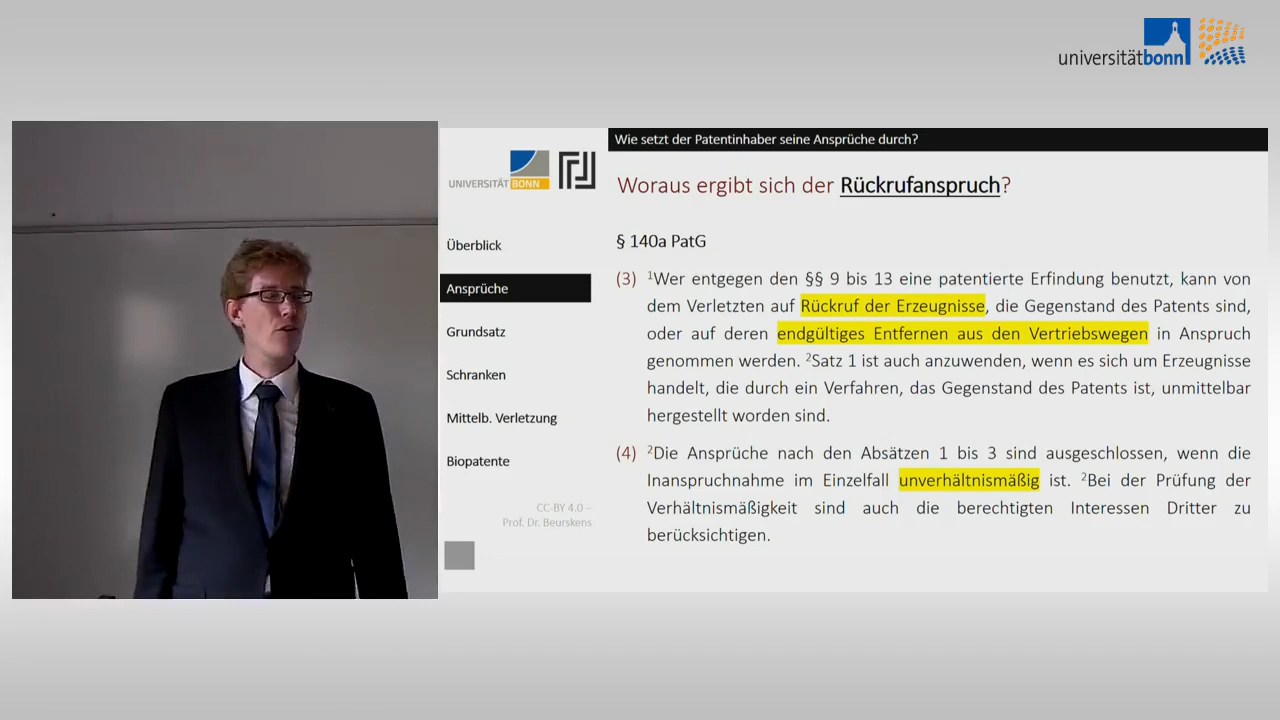 universitätbonn
Wie setzt der Patentinhaber seine Ansprüche durch?
UNIVERSITÄT BONN
Woraus ergibt sich der Rückrufanspruch?
Überblick
Ansprüche
Grundsatz
Schranken
Mittelb. Verletzung
Biopatente
CC-BY 4.0 –
Prof. Dr. Beurskens
§ 140a PatG
(3) ¹Wer entgegen den §§ 9 bis 13 eine patentierte Erfindung benutzt, kann von
dem Verletzten auf Rückruf der Erzeugnisse, die Gegenstand des Patents sind,
oder auf deren endgültiges Entfernen aus den Vertriebswegen in Anspruch
genommen werden. ²Satz 1 ist auch anzuwenden, wenn es sich um Erzeugnisse
handelt, die durch ein Verfahren, das Gegenstand des Patents ist, unmittelbar
hergestellt worden sind.
(4) ²Die Ansprüche nach den Absätzen 1 bis 3 sind ausgeschlossen, wenn die
Inanspruchnahme im Einzelfall unverhältnismäßig ist. ²Bei der Prüfung der
Verhältnismäßigkeit sind auch die berechtigten Interessen Dritter zu
berücksichtigen.